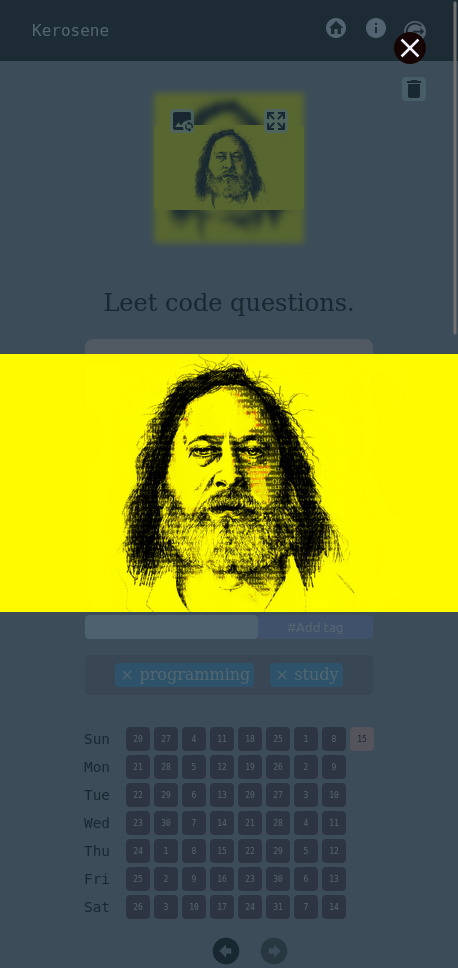 Kerosene
Leet code questions.
#Add tag
× programming × study
Sun 20 27 4 11 18 25 1 8 15
Mon 21 28 5 12 19 26 2 9
Tue 22 29 6 13 20 27 3 10
Wed 23 30 7 14 21 28 4 11
Thu 24 1 8 15 22 29 5 12
Fri 25 2 9 16 23 30 6 13
Sat 26 3 10 17 24 31 7 14